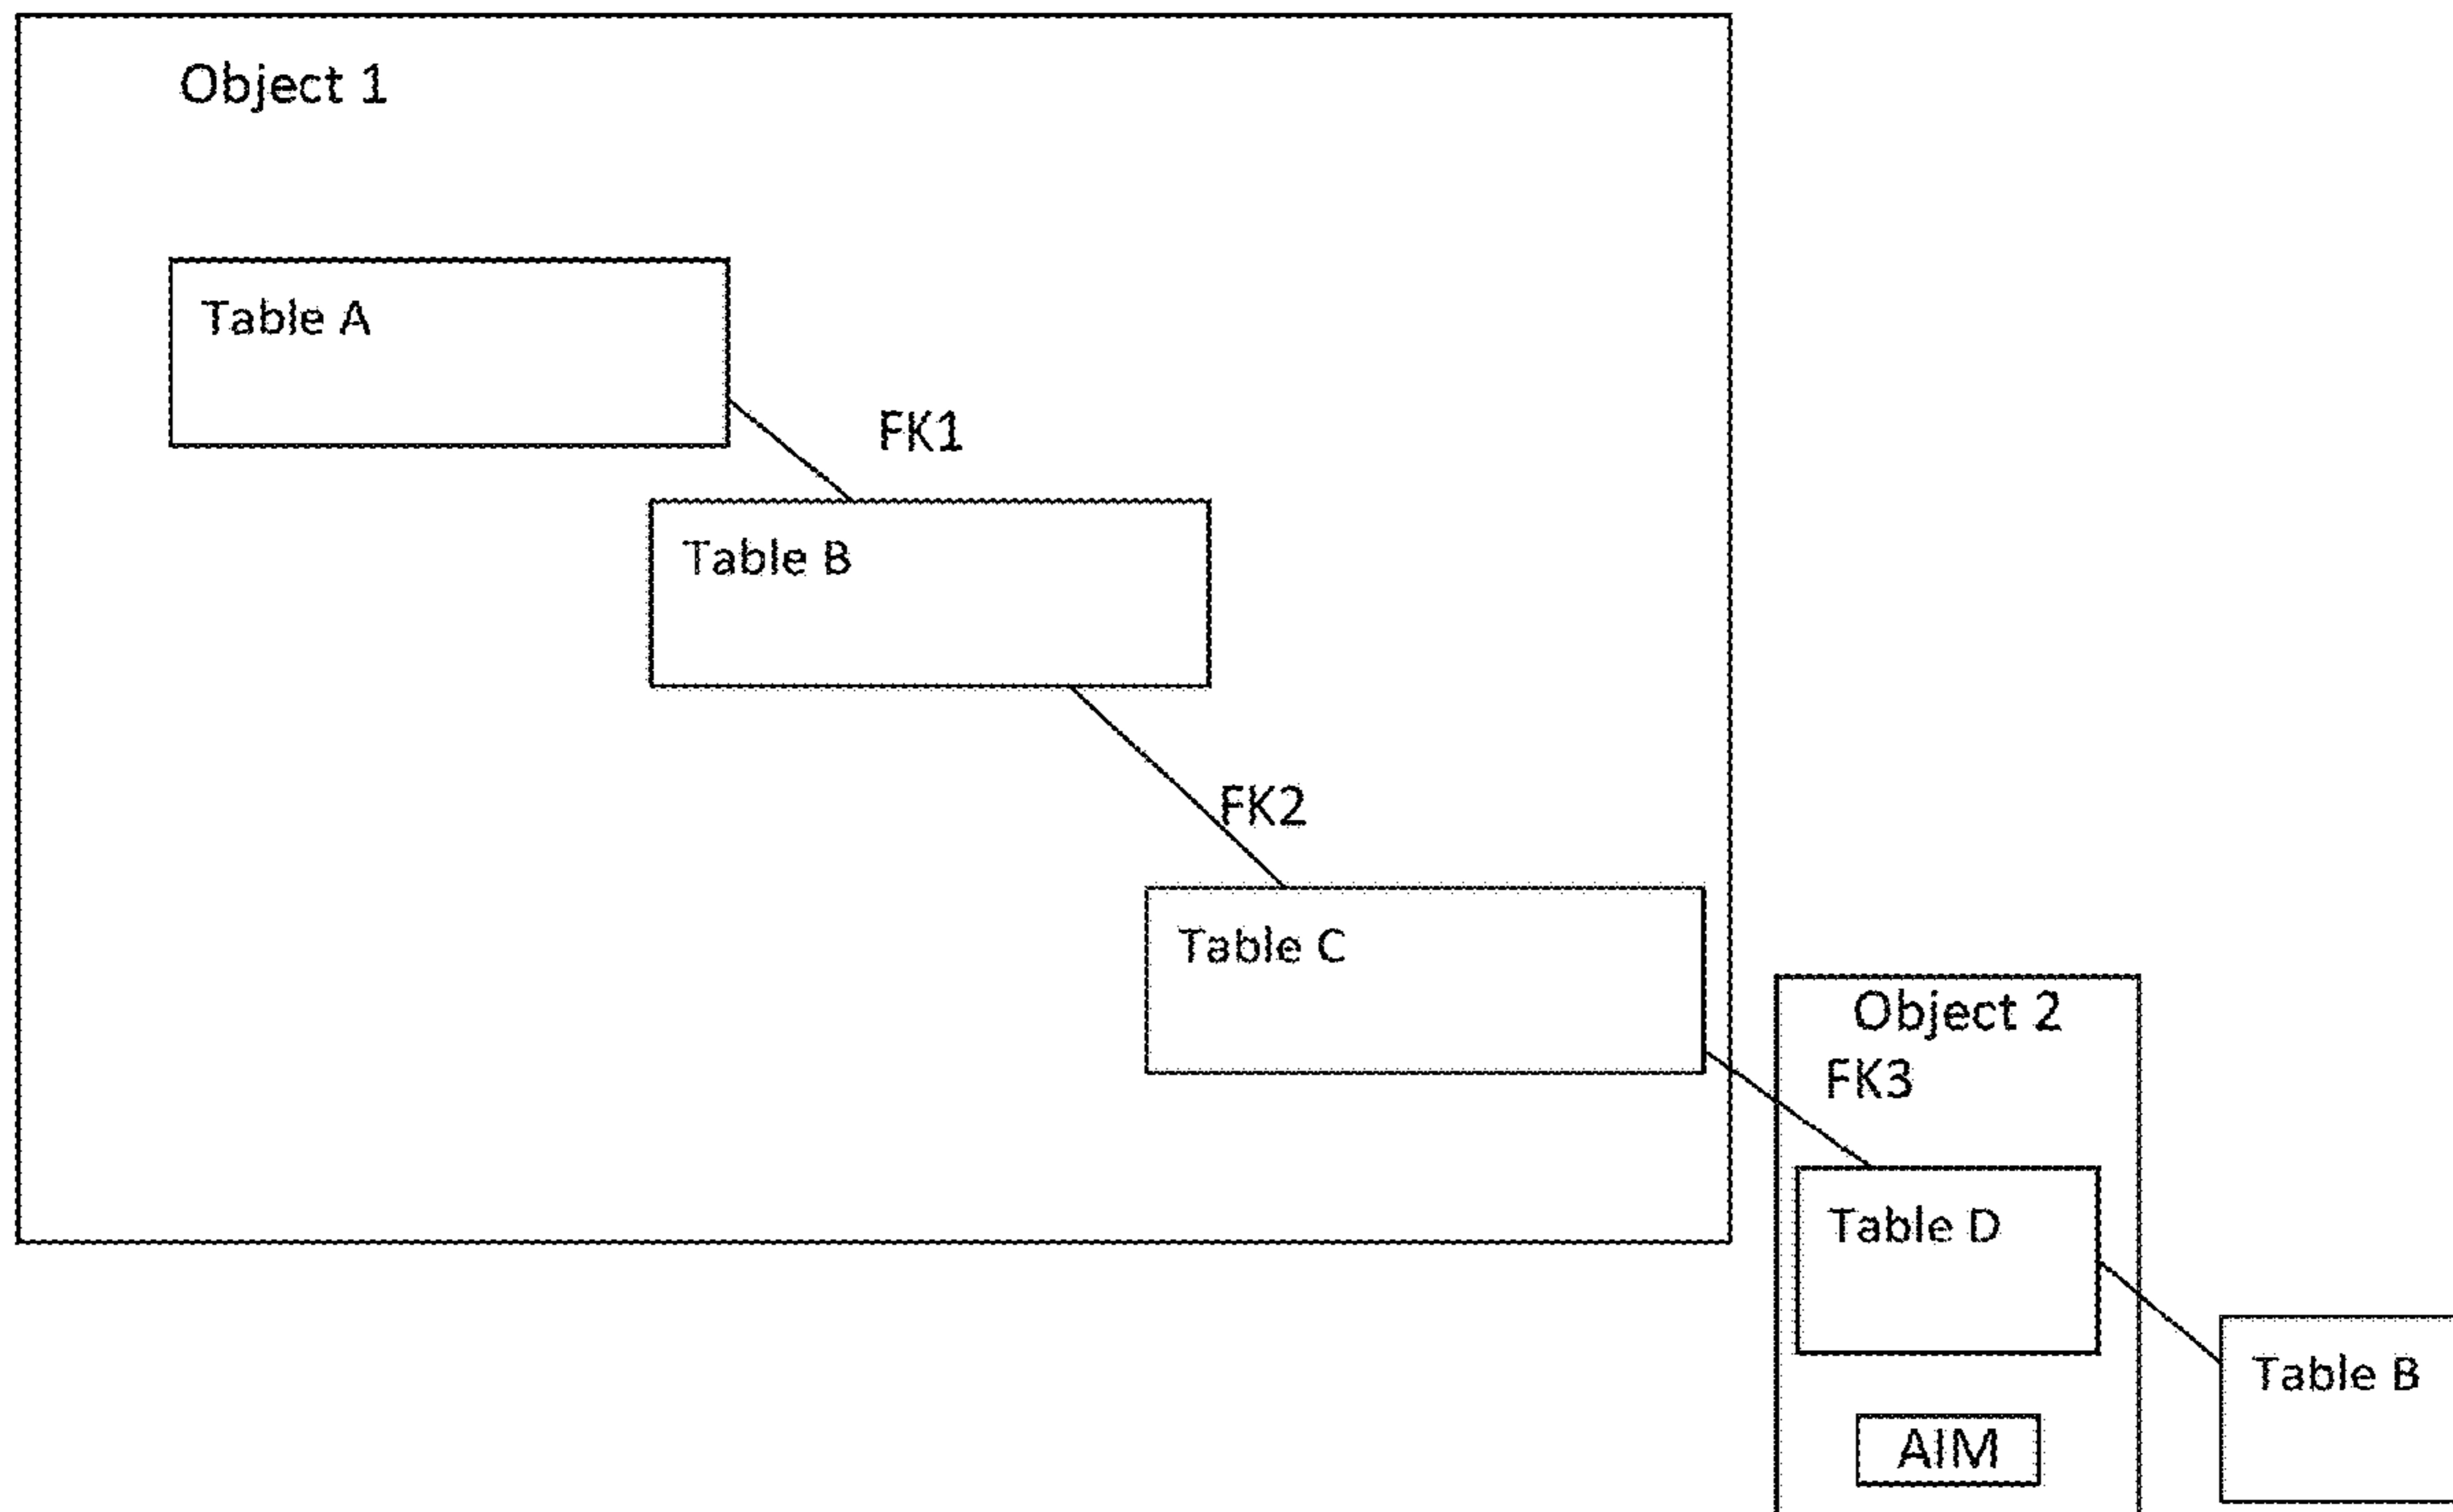 Object 1
Table A
FK1
Table B
FK2
Table C
Object 2
FK3
Table D
Table B
AIM